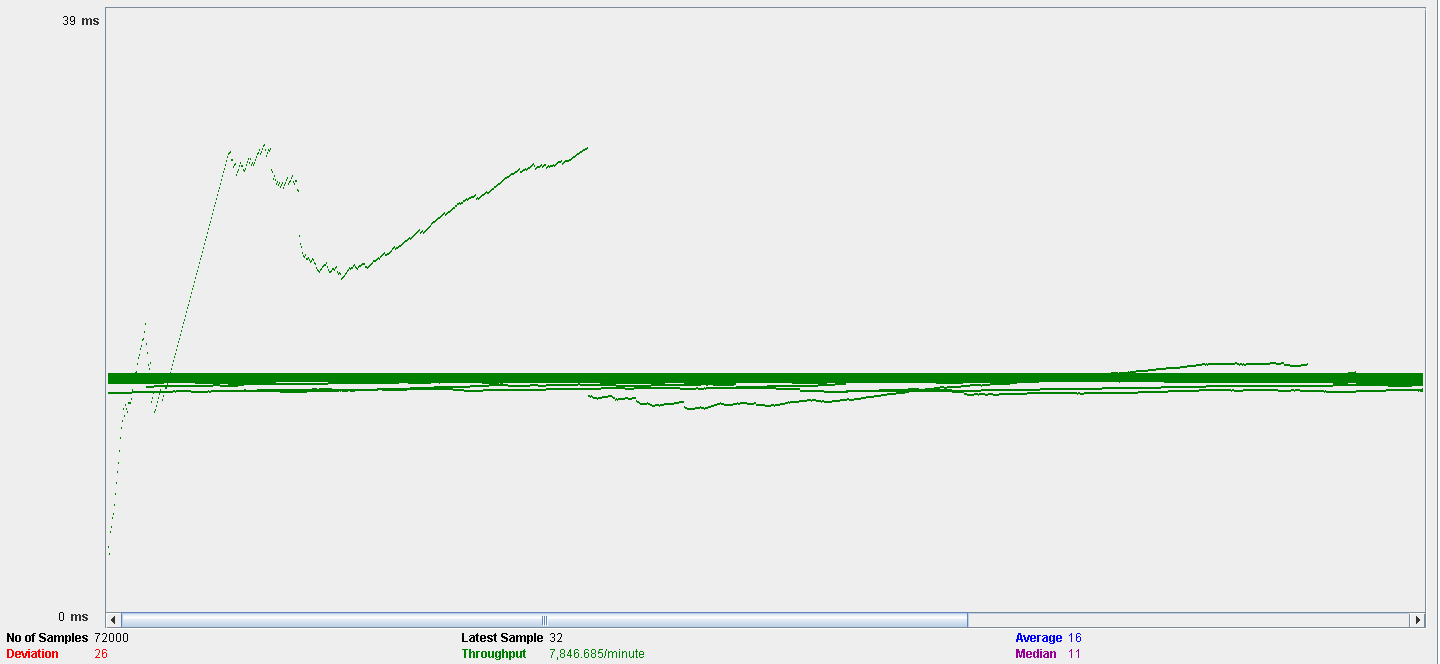 39 ms
0 ms
No of Samples 72000 Latest Sample 32 Average 16
Deviation 26 Throughput 7,846.685/minute Median 11